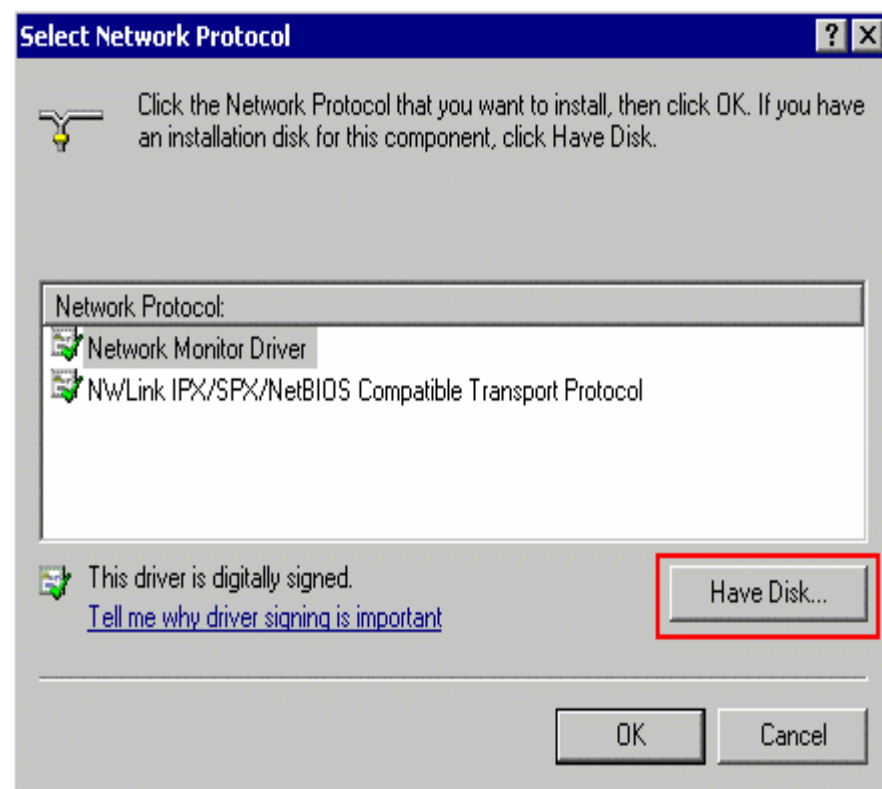 Select Network Protocol
Click the Network Protocol that you want to install, then click OK. If you have
an installation disk for this component, click Have Disk.
Network Protocol:
Network Monitor Driver
NWLink IPX/SPX/NetBIOS Compatible Transport Protocol
This driver is digitally signed.
Tell me why driver signing is important
Have Disk...
OK
Cancel